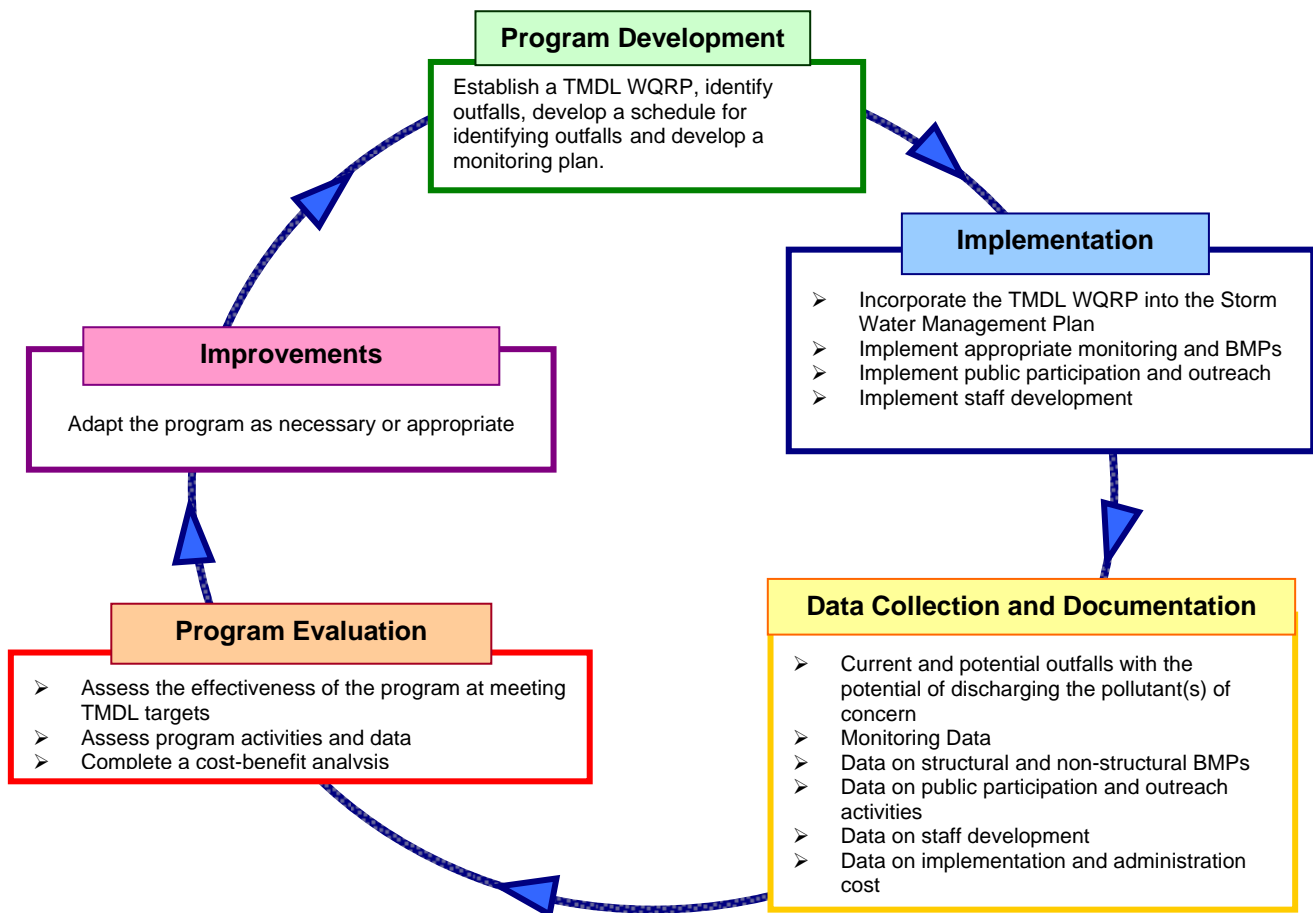 Program Development
Establish a TMDL WQRP, identify
outfalls, develop a schedule for
identifying outfalls and develop a
monitoring plan.
Implementation
➢ Incorporate the TMDL WQRP into the Storm
Water Management Plan
➢ Implement appropriate monitoring and BMPs
➢ Implement public participation and outreach
➢ Implement staff development
Data Collection and Documentation
➢ Current and potential outfalls with the
potential of discharging the pollutant(s) of
concern
➢ Monitoring Data
➢ Data on structural and non-structural BMPs
➢ Data on public participation and outreach
activities
➢ Data on staff development
➢ Data on implementation and administration
cost
Program Evaluation
➢ Assess the effectiveness of the program at meeting
TMDL targets
➢ Assess program activities and data
➢ Complete a cost-benefit analysis
Improvements
Adapt the program as necessary or appropriate